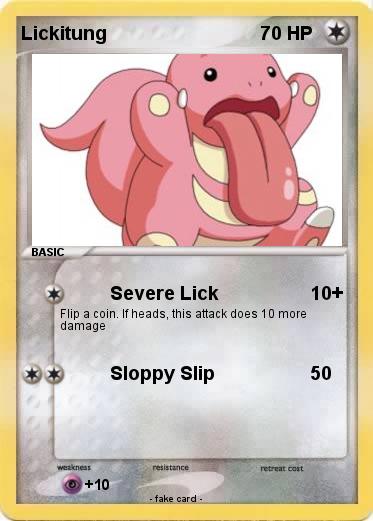 Lickitung 70 HP
BASIC
Severe Lick 10+
Flip a coin. If heads, this attack does 10 more
damage
Sloppy Slip 50
weakness resistance retreat cost
+10
- fake card -